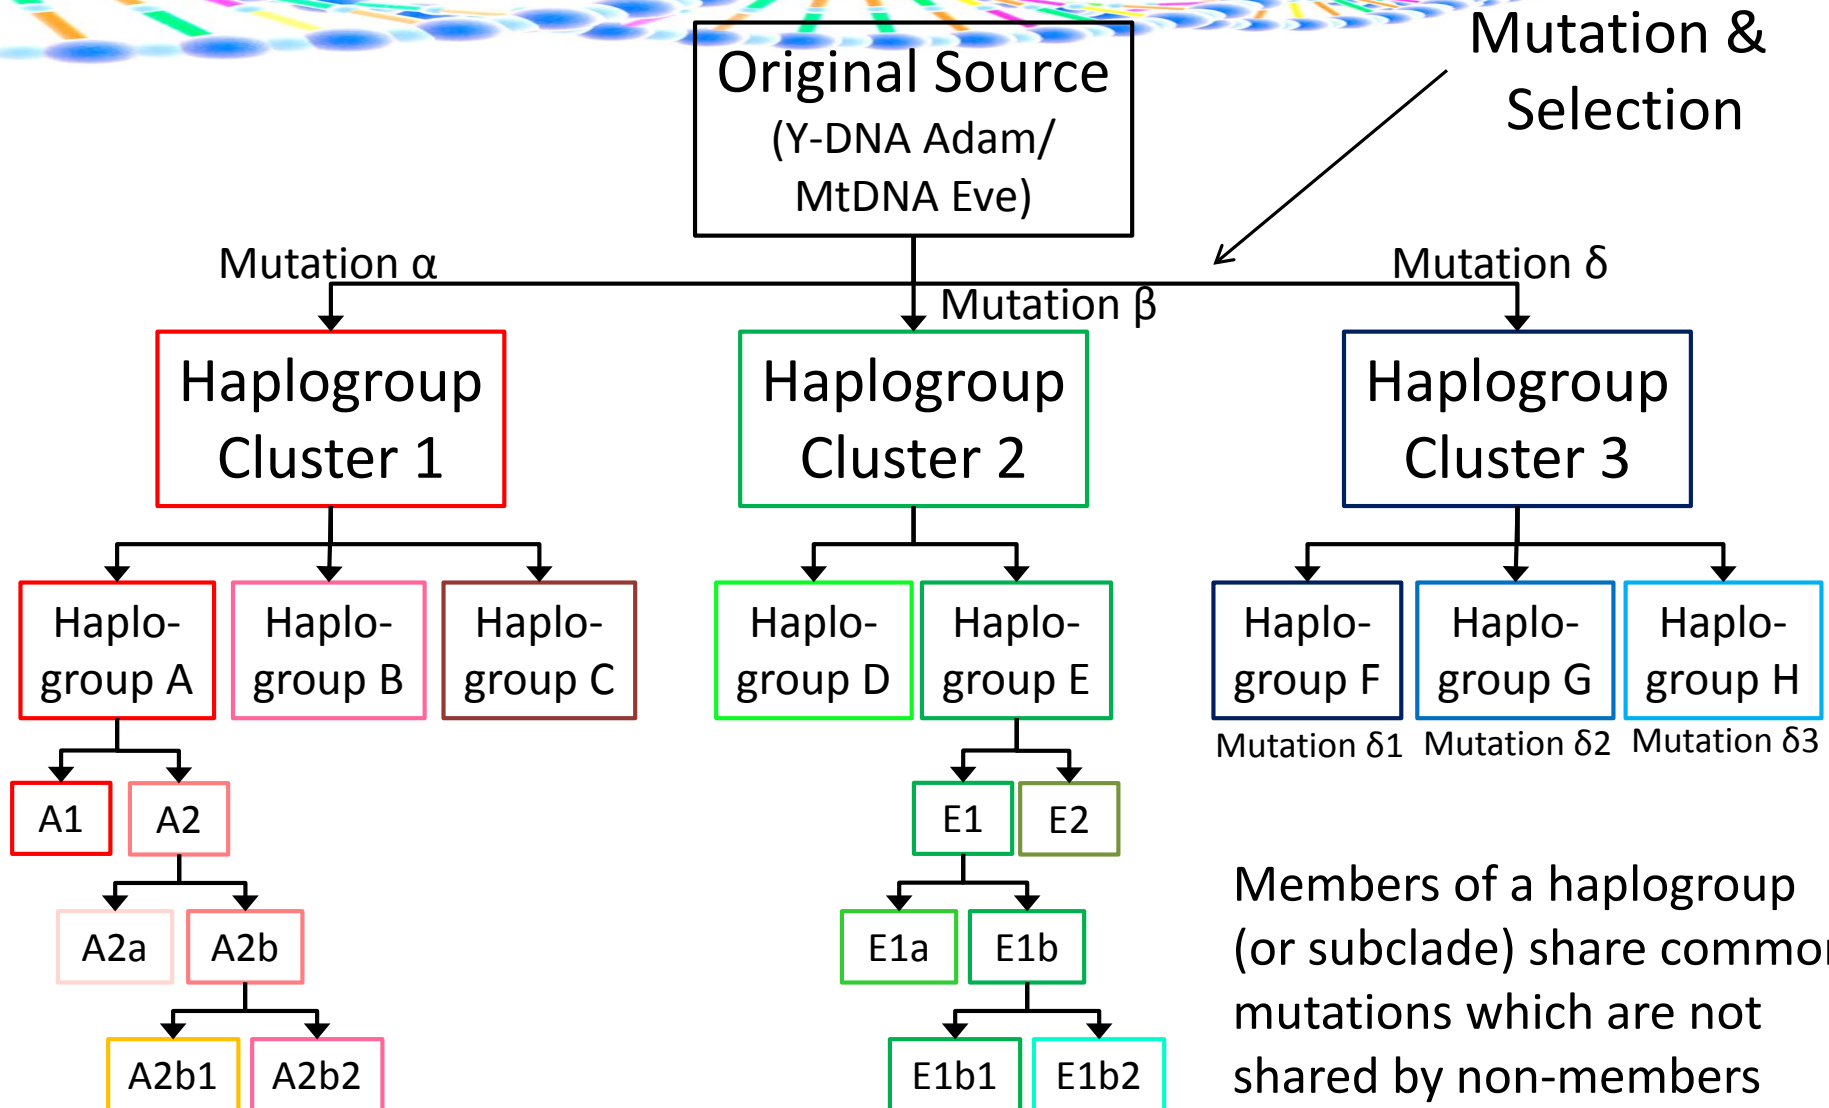 Mutation &
Selection
Original Source
(Y-DNA Adam/
MtDNA Eve)
Mutation α
Mutation β
Mutation δ
Haplogroup
Cluster 1
Haplogroup
Cluster 2
Haplogroup
Cluster 3
Haplo-
group A
Haplo-
group B
Haplo-
group C
Haplo-
group D
Haplo-
group E
Haplo-
group F
Haplo-
group G
Haplo-
group H
Mutation δ1
Mutation δ2
Mutation δ3
A1
A2
E1
E2
A2a
A2b
E1a
E1b
A2b1
A2b2
E1b1
E1b2
Members of a haplogroup
(or subclade) share common
mutations which are not
shared by non-members